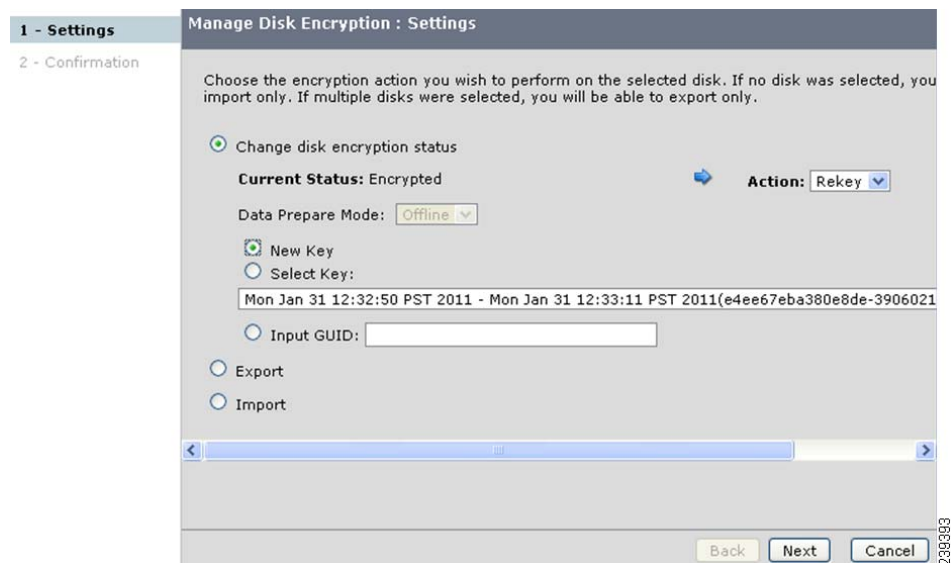 1 - Settings
2 - Confirmation
Manage Disk Encryption : Settings
Choose the encryption action you wish to perform on the selected disk. If no disk was selected, you
import only. If multiple disks were selected, you will be able to export only.
Change disk encryption status
Current Status: Encrypted
Action: Rekey
Data Prepare Mode: Offline
New Key
Select Key:
Mon Jan 31 12:32:50 PST 2011 - Mon Jan 31 12:33:11 PST 2011(e4ee67eba380e8de-3906021
Input GUID:
Export
Import
Back Next Cancel
239393